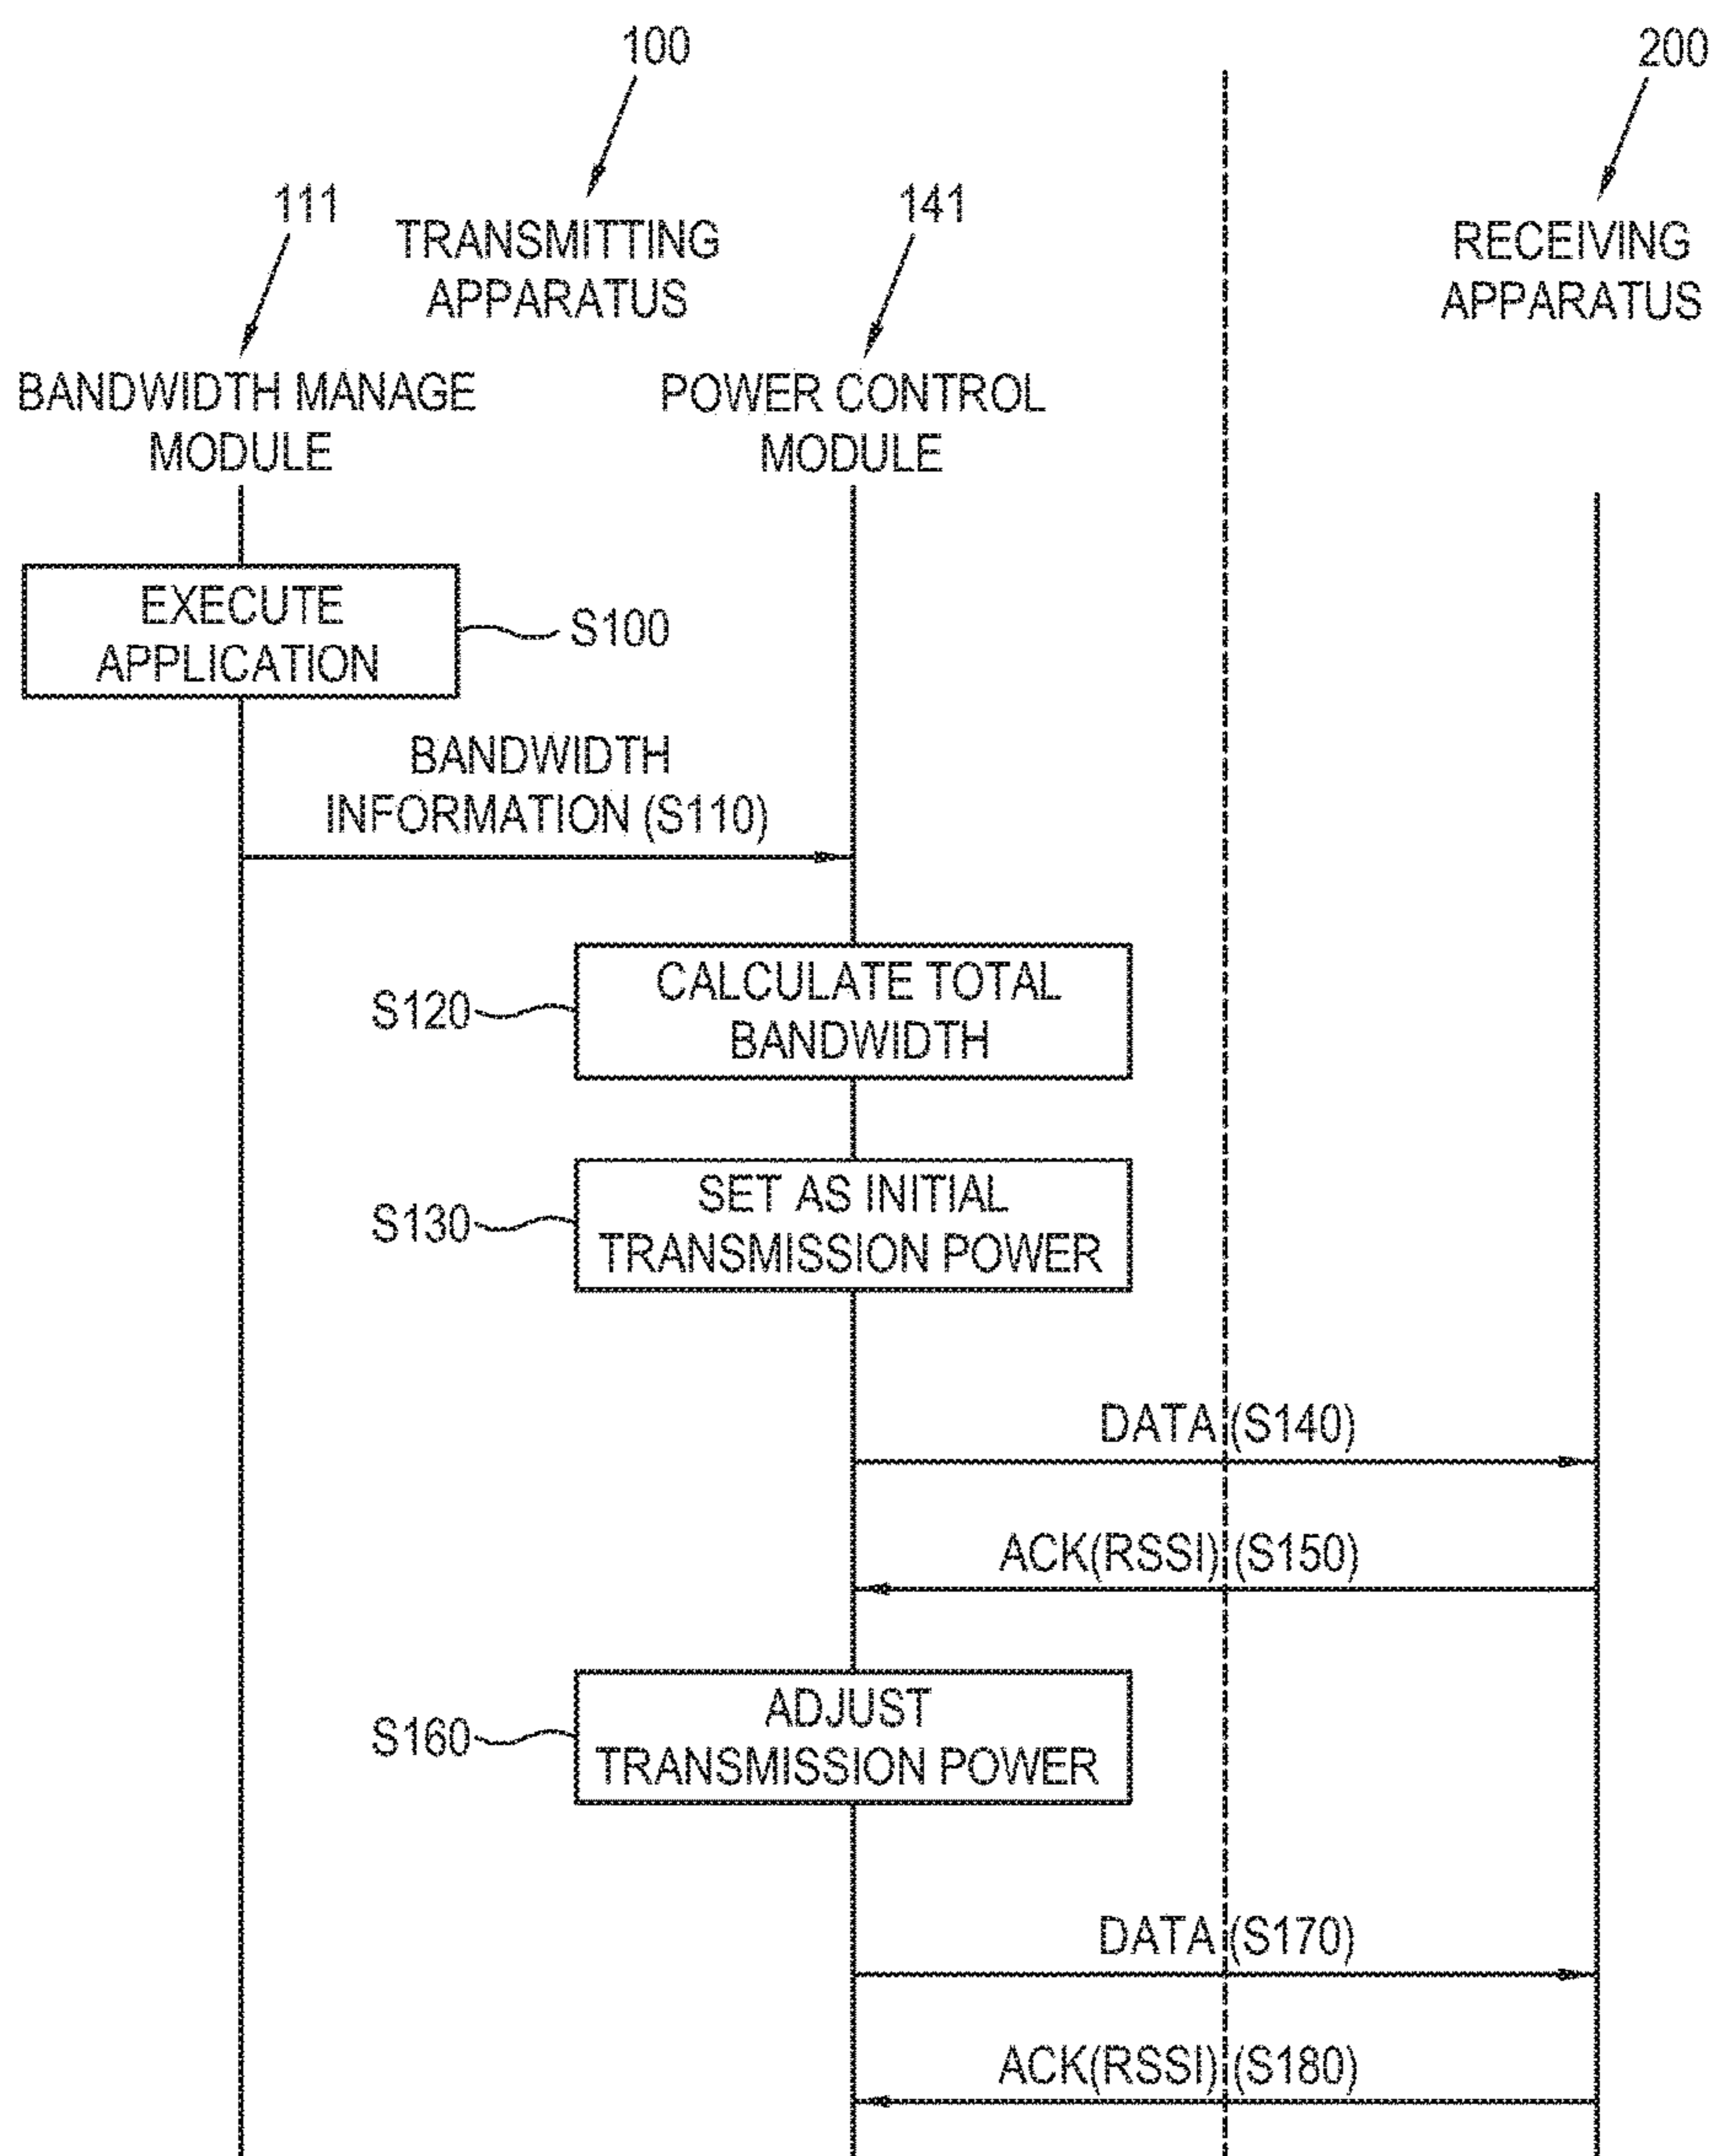 100
200
111
TRANSMITTING
APPARATUS
141
RECEIVING
APPARATUS
BANDWIDTH MANAGE
MODULE
POWER CONTROL
MODULE
EXECUTE
APPLICATION
S100
BANDWIDTH
INFORMATION (S110)
S120
CALCULATE TOTAL
BANDWIDTH
S130
SET AS INITIAL
TRANSMISSION POWER
DATA (S140)
ACK(RSSI) (S150)
S160
ADJUST
TRANSMISSION POWER
DATA (S170)
ACK(RSSI) (S180)